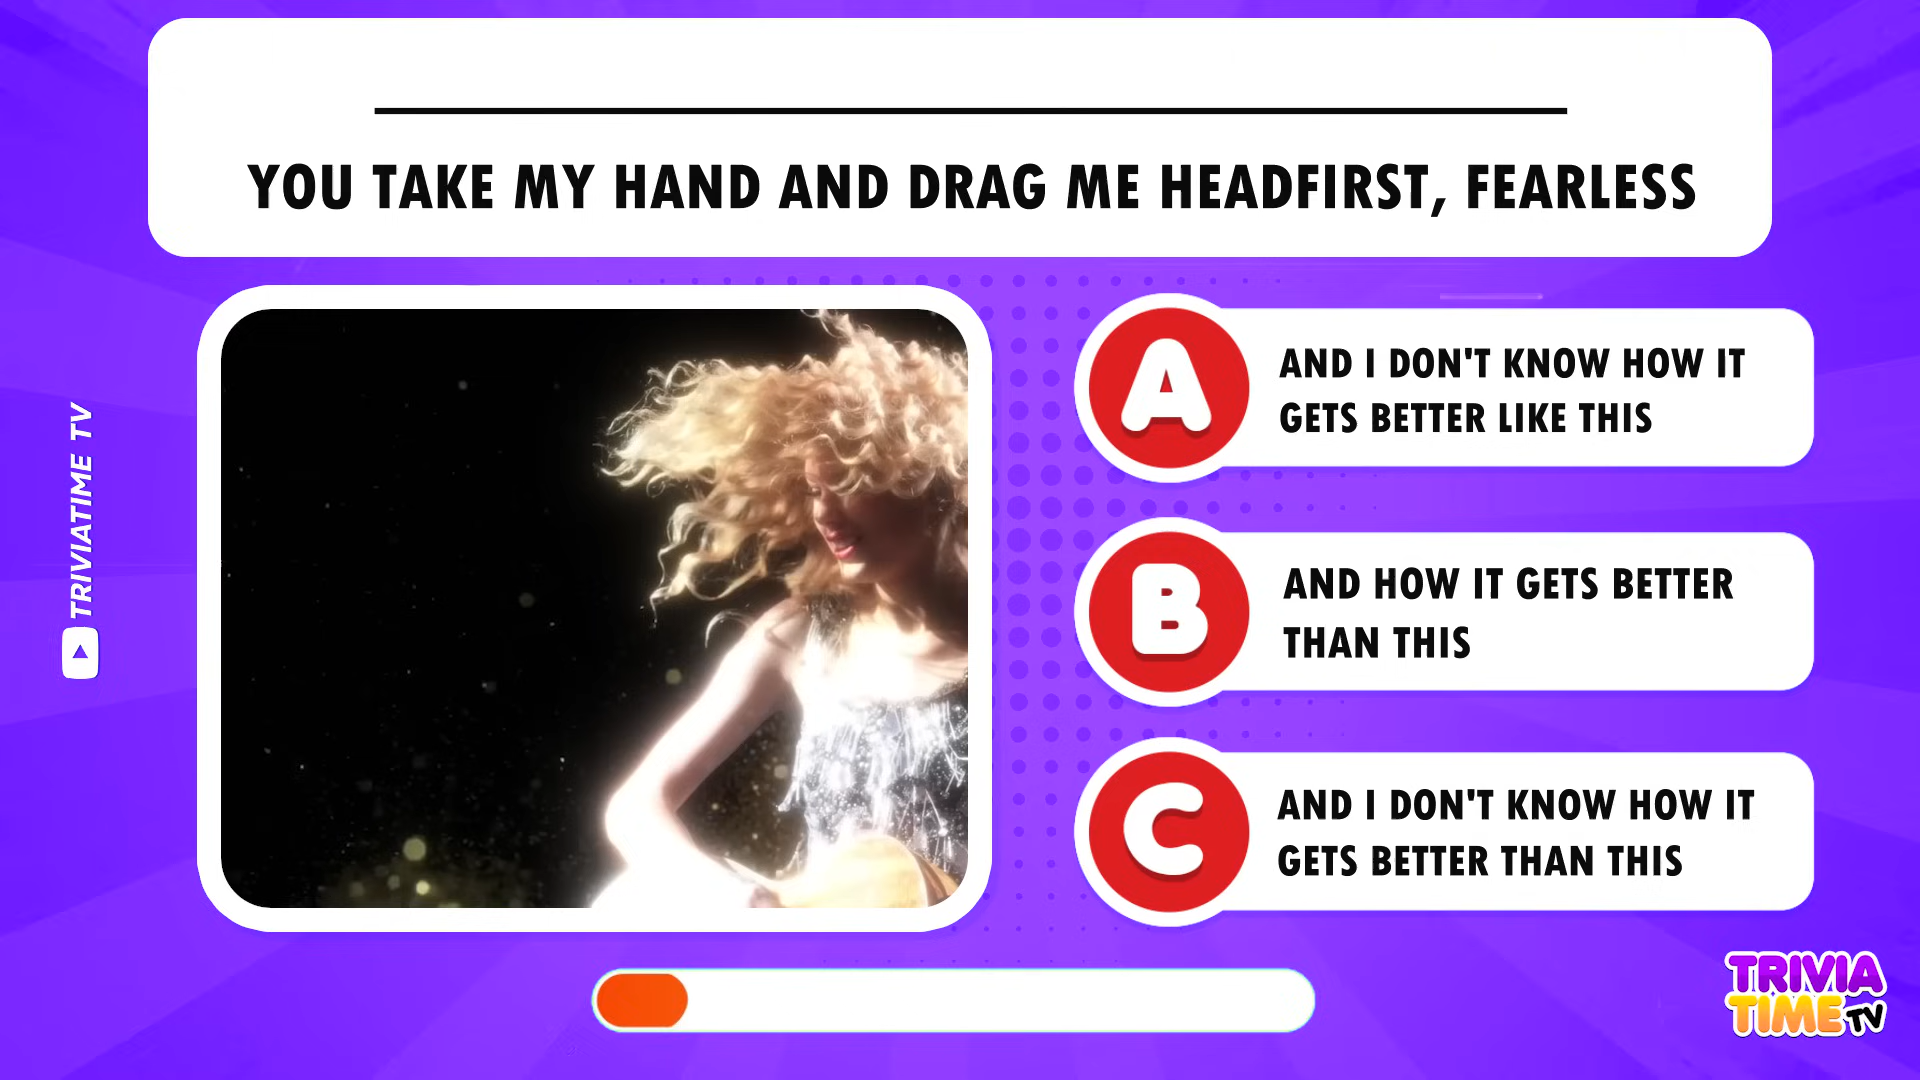 YOU TAKE MY HAND AND DRAG ME HEADFIRST, FEARLESS
A
AND I DON'T KNOW HOW IT
GETS BETTER LIKE THIS
B
AND HOW IT GETS BETTER
THAN THIS
C
AND I DON'T KNOW HOW IT
GETS BETTER THAN THIS
TRIVIATIME TV
TRIVIA
TIME TV